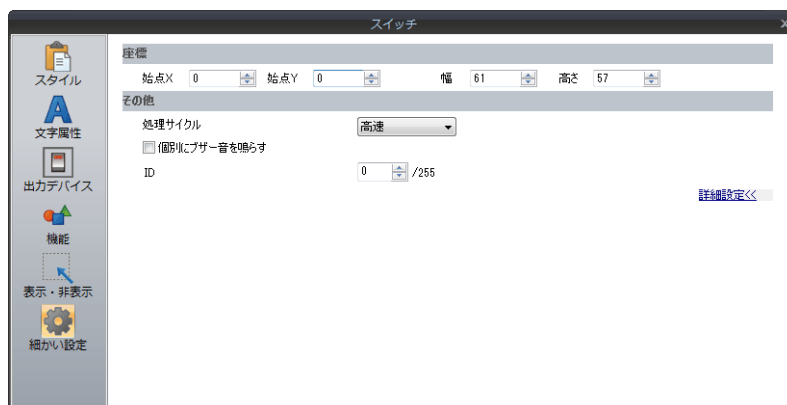 スイッチ
スタイル
文字属性
出力デバイス
機能
表示・非表示
細かい設定
座標
始点X 0 始点Y 0 幅 61 高さ 57
その他
処理サイクル 高速
個別にブザー音を鳴らす
ID 0 /255
詳細設定<<